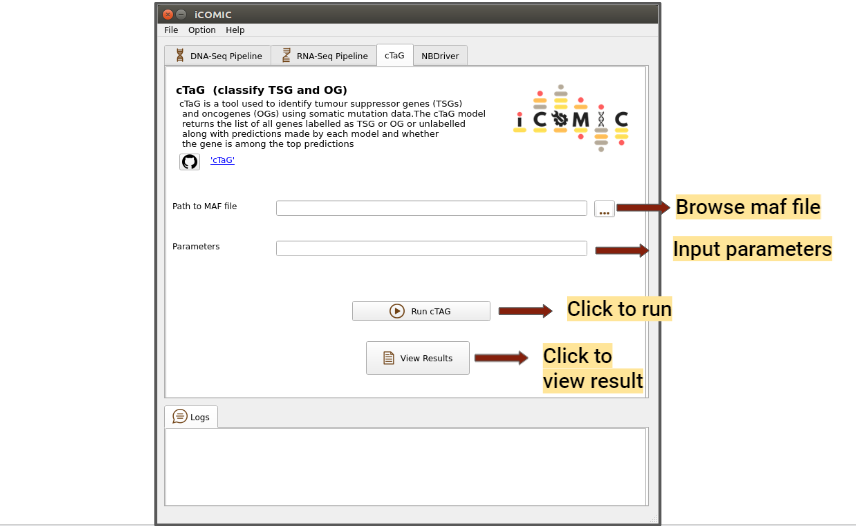 iCOMIC
File Option Help
DNA-Seq Pipeline RNA-Seq Pipeline cTaG NBDriver
cTaG (classify TSG and OG)
cTaG is a tool used to identify tumour suppressor genes (TSGs)
and oncogenes (OGs) using somatic mutation data.The cTaG model
returns the list of all genes labelled as TSG or OG or unlabelled
along with predictions made by each model and whether
the gene is among the top predictions
iCOMIC
'cTaG'
Path to MAF file
...
Browse maf file
Parameters
Input parameters
Run cTAG
Click to run
View Results
Click to
view result
Logs